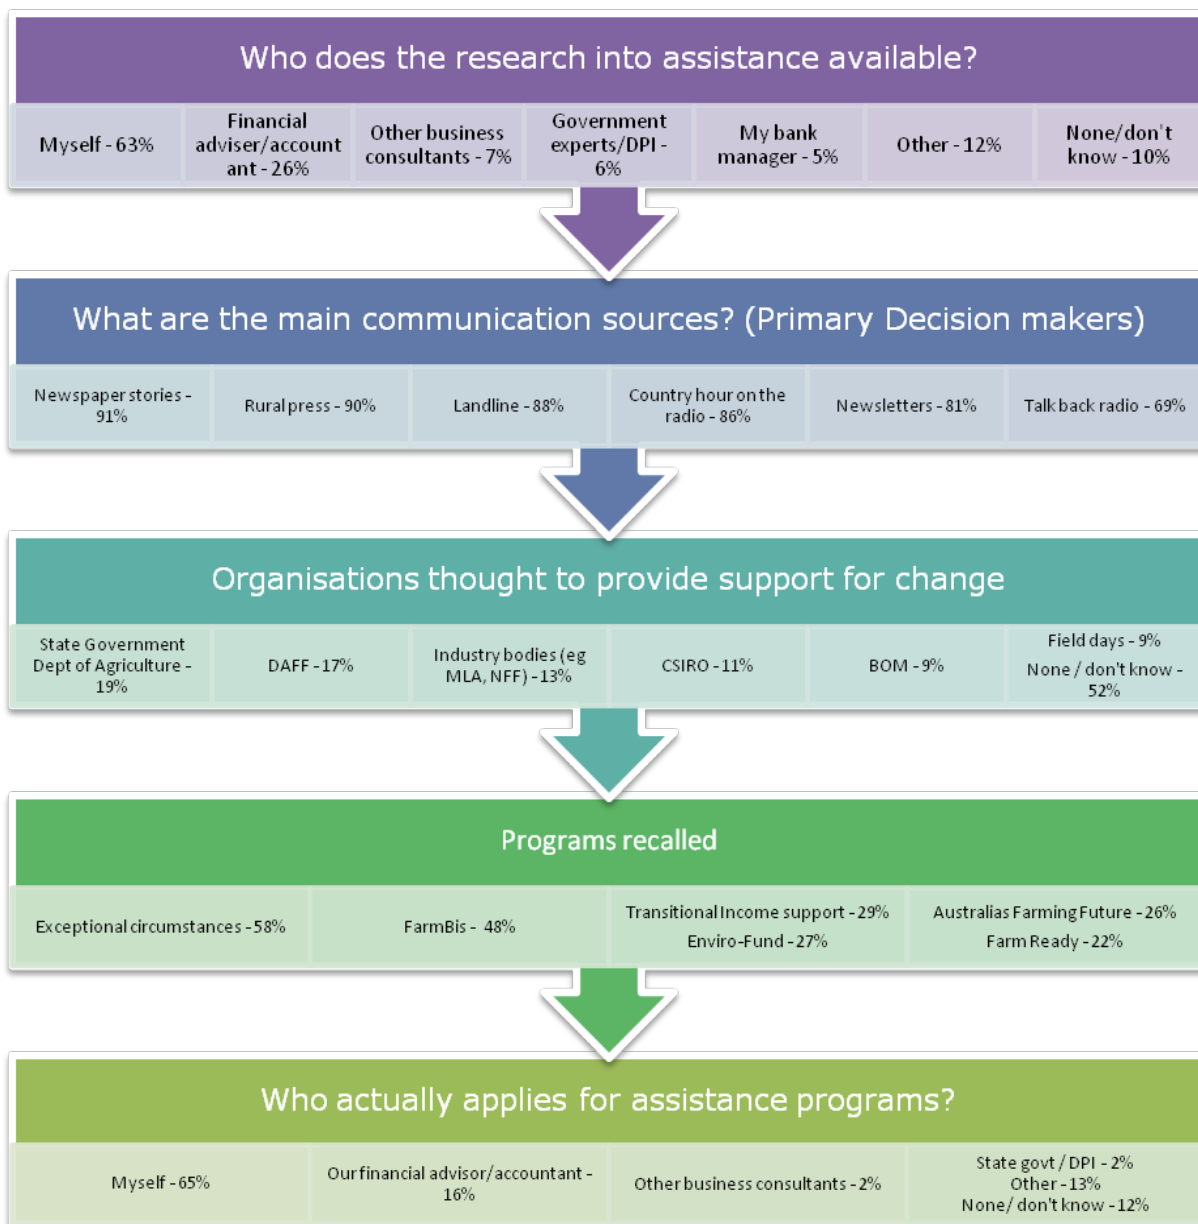 Who does the research into assistance available?
Myself - 63%
Financial
adviser/account
ant - 26%
Other business
consultants - 7%
Government
experts/DPI -
6%
My bank
manager - 5%
Other - 12%
None/don't
know - 10%
What are the main communication sources? (Primary Decision makers)
Newspaper stories -
91%
Rural press - 90%
Landline - 88%
Country hour on the
radio - 86%
Newsletters - 81%
Talk back radio - 69%
Organisations thought to provide support for change
State Government
Dept of Agriculture -
19%
DAFF - 17%
Industry bodies (eg
MLA, NFF) - 13%
CSIRO - 11%
BOM - 9%
Field days - 9%
None / don't know -
52%
Programs recalled
Exceptional circumstances - 58%
FarmBis - 48%
Transitional Income support - 29%
Enviro-Fund - 27%
Australias Farming Future - 26%
Farm Ready - 22%
Who actually applies for assistance programs?
Myself - 65%
Our financial advisor/accountant -
16%
Other business consultants - 2%
State govt / DPI - 2%
Other - 13%
None/ don't know - 12%